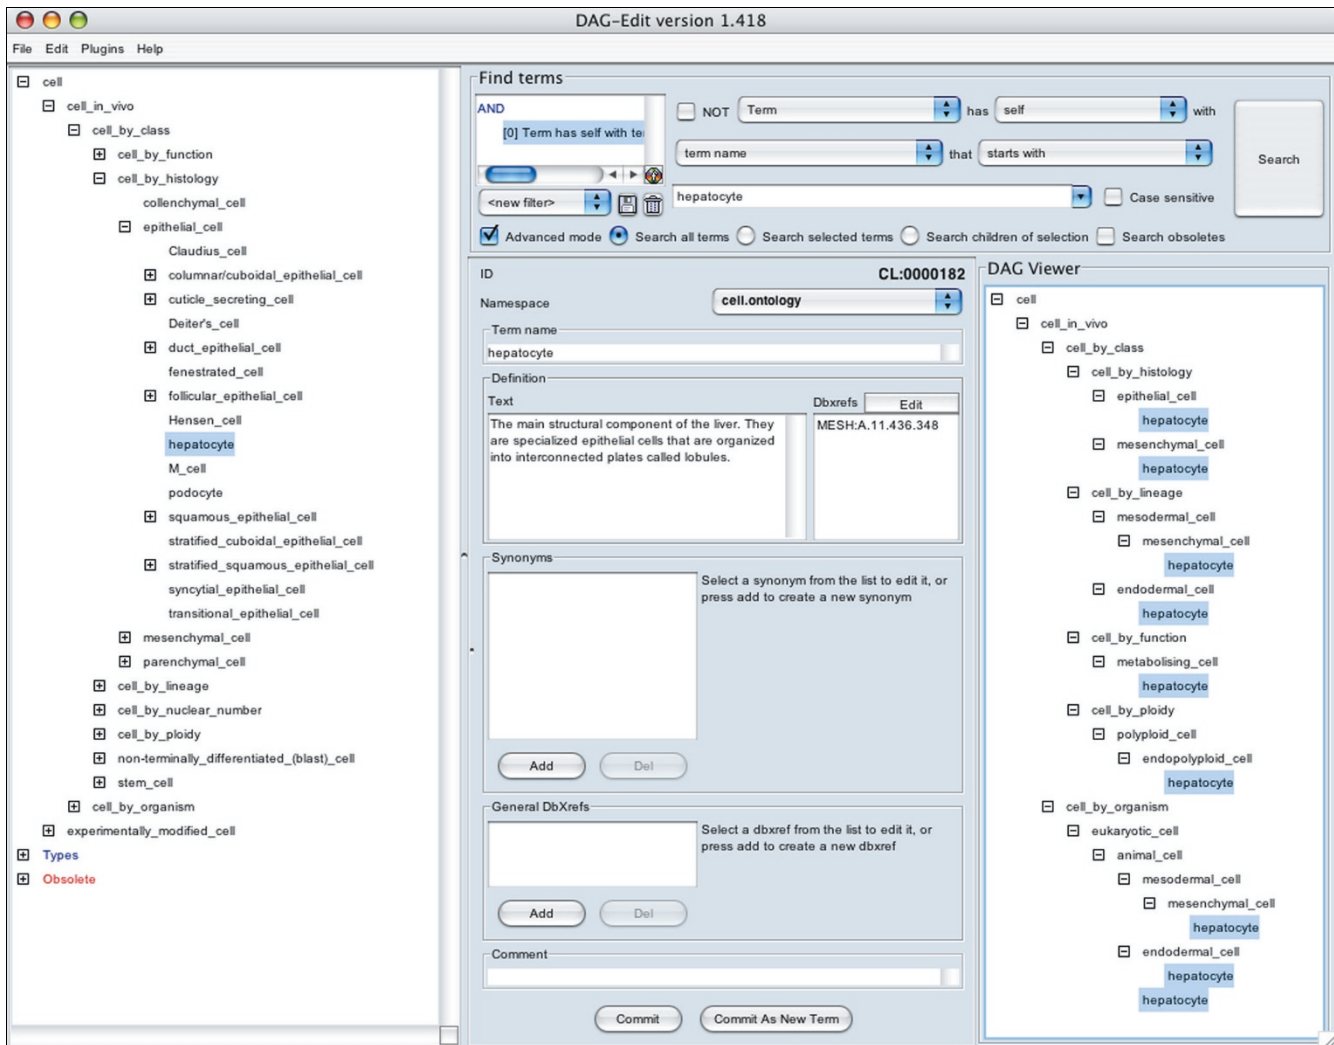 DAG-Edit version 1.418
File Edit Plugins Help
cell
cell_in_vivo
cell_by_class
cell_by_function
cell_by_histology
collenchymal_cell
epithelial_cell
Claudius_cell
columnar/cuboidal_epithelial_cell
cuticle_secreting_cell
Deiter's_cell
duct_epithelial_cell
fenestrated_cell
follicular_epithelial_cell
Hensen_cell
hepatocyte
M_cell
podocyte
squamous_epithelial_cell
stratified_cuboidal_epithelial_cell
stratified_squamous_epithelial_cell
syncytial_epithelial_cell
transitional_epithelial_cell
mesenchymal_cell
parenchymal_cell
cell_by_lineage
cell_by_nuclear_number
cell_by_ploidy
non-terminally_differentiated_(blast)_cell
stem_cell
cell_by_organism
experimentally_modified_cell
Types
Obsolete
Find terms
AND
[0] Term has self with te
NOT Term has self with
term name that starts with
Search
<new filter>
hepatocyte
Case sensitive
Advanced mode Search all terms Search selected terms Search children of selection Search obsoletes
ID CL:0000182
Namespace cell.ontology
Term name
hepatocyte
Definition
Text
Dbxrefs Edit
The main structural component of the liver. They
are specialized epithelial cells that are organized
into interconnected plates called lobules.
MESH:A.11.436.348
Synonyms
Select a synonym from the list to edit it, or
press add to create a new synonym
Add Del
General DbXrefs
Select a dbxref from the list to edit it, or
press add to create a new dbxref
Add Del
Comment
Commit Commit As New Term
DAG Viewer
cell
cell_in_vivo
cell_by_class
cell_by_histology
epithelial_cell
hepatocyte
mesenchymal_cell
hepatocyte
cell_by_lineage
mesodermal_cell
mesenchymal_cell
hepatocyte
endodermal_cell
hepatocyte
cell_by_function
metabolising_cell
hepatocyte
cell_by_ploidy
polyploid_cell
endopolyploid_cell
hepatocyte
cell_by_organism
eukaryotic_cell
animal_cell
mesodermal_cell
mesenchymal_cell
hepatocyte
endodermal_cell
hepatocyte
hepatocyte